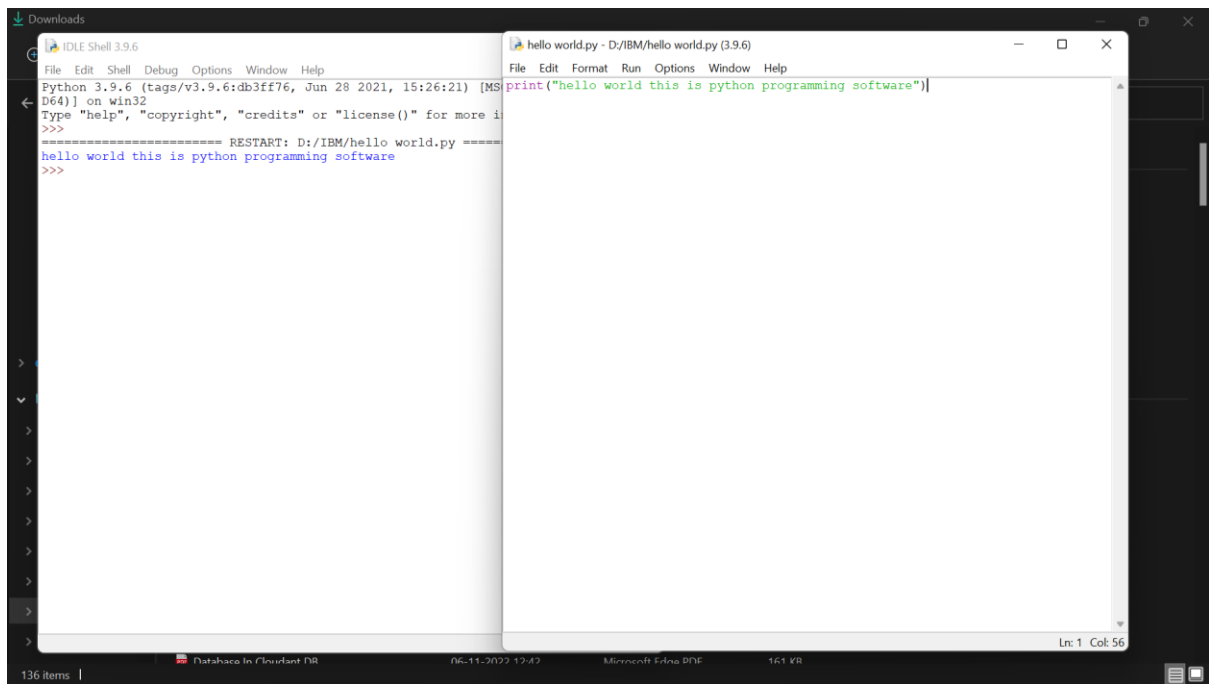 Downloads
IDLE Shell 3.9.6
File Edit Shell Debug Options Window Help
Python 3.9.6 (tags/v3.9.6:db3ff76, Jun 28 2021, 15:26:21) [MS
D64)] on win32
Type "help", "copyright", "credits" or "license()" for more i
>>>
======================== RESTART: D:/IBM/hello world.py =====
hello world this is python programming software
>>>
hello world.py - D:/IBM/hello world.py (3.9.6)
File Edit Format Run Options Window Help
print("hello world this is python programming software")
Ln: 1 Col: 56
Database In Cloudant DB 06-11-2022 12:42 Microsoft Edge PDF 161 KB
136 items